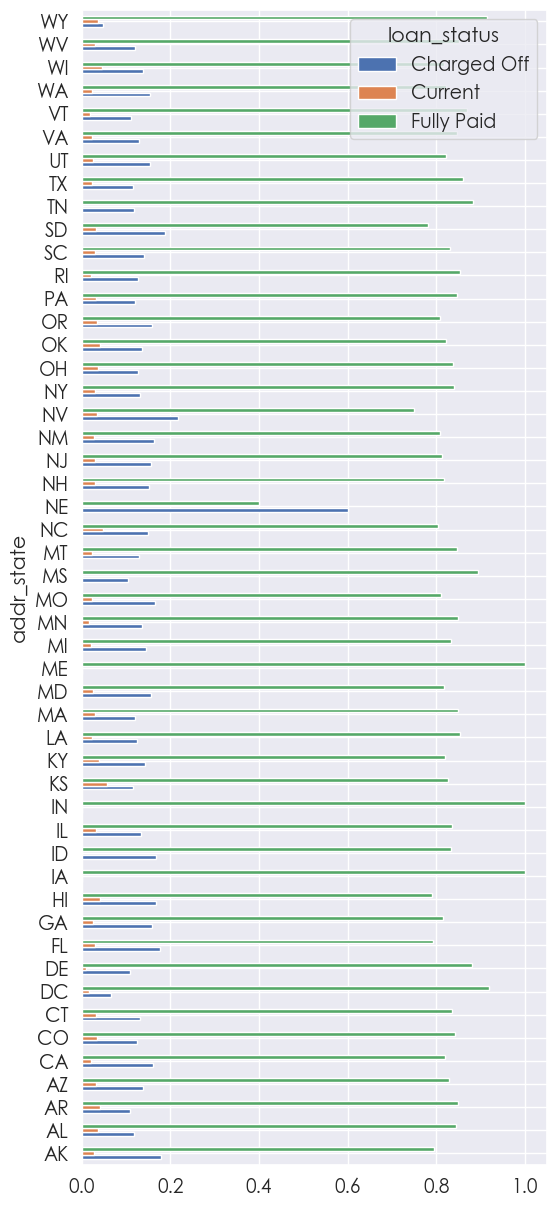 loan_status
Charged Off
Current
Fully Paid
addr_state
WY
WV
WI
WA
VT
VA
UT
TX
TN
SD
SC
RI
PA
OR
OK
OH
NY
NV
NM
NJ
NH
NE
NC
MT
MS
MO
MN
MI
ME
MD
MA
LA
KY
KS
IN
IL
ID
IA
HI
GA
FL
DE
DC
CT
CO
CA
AZ
AR
AL
AK
0.0 0.2 0.4 0.6 0.8 1.0